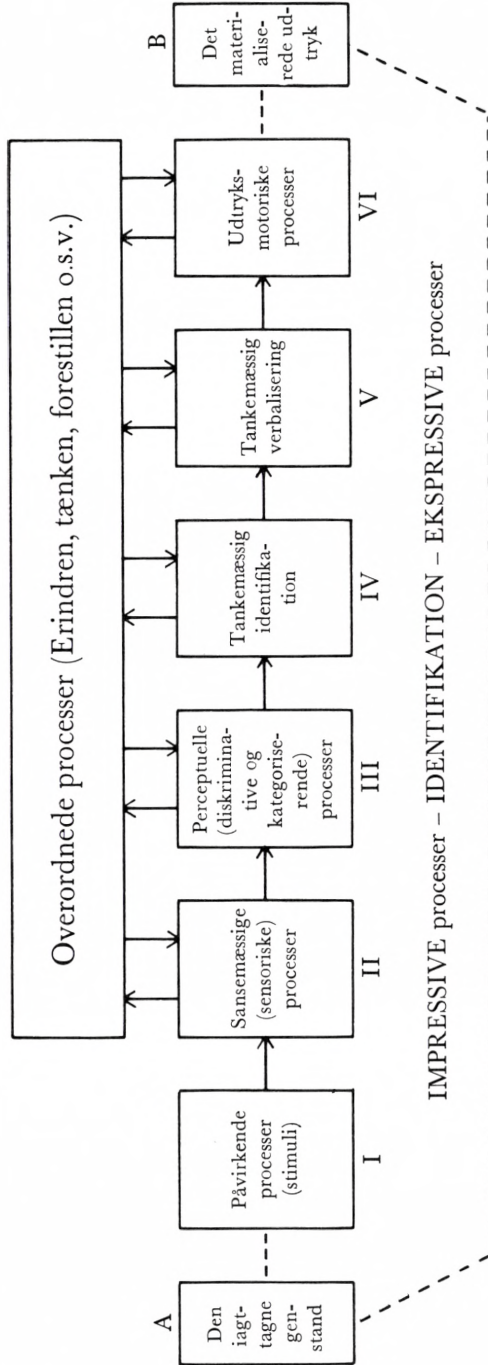 Overordnede processer (Erindren, tænken, forestillen o.s.v.)
A
Den
iagt-
tagne
gen-
stand
Påvirkende
processer
(stimuli)
I
Sansemæssige
(sensoriske)
processer
II
Perceptuelle
(diskrimina-
tive og
kategorise-
rende)
processer
III
Tankemæssig
identifika-
tion
IV
Tankemæssig
verbalisering
V
Udtryks-
motoriske
processer
VI
B
Det
materi-
alise-
rede ud-
tryk
IMPRESSIVE processer – IDENTIFIKATION – EKSPRESSIVE processer